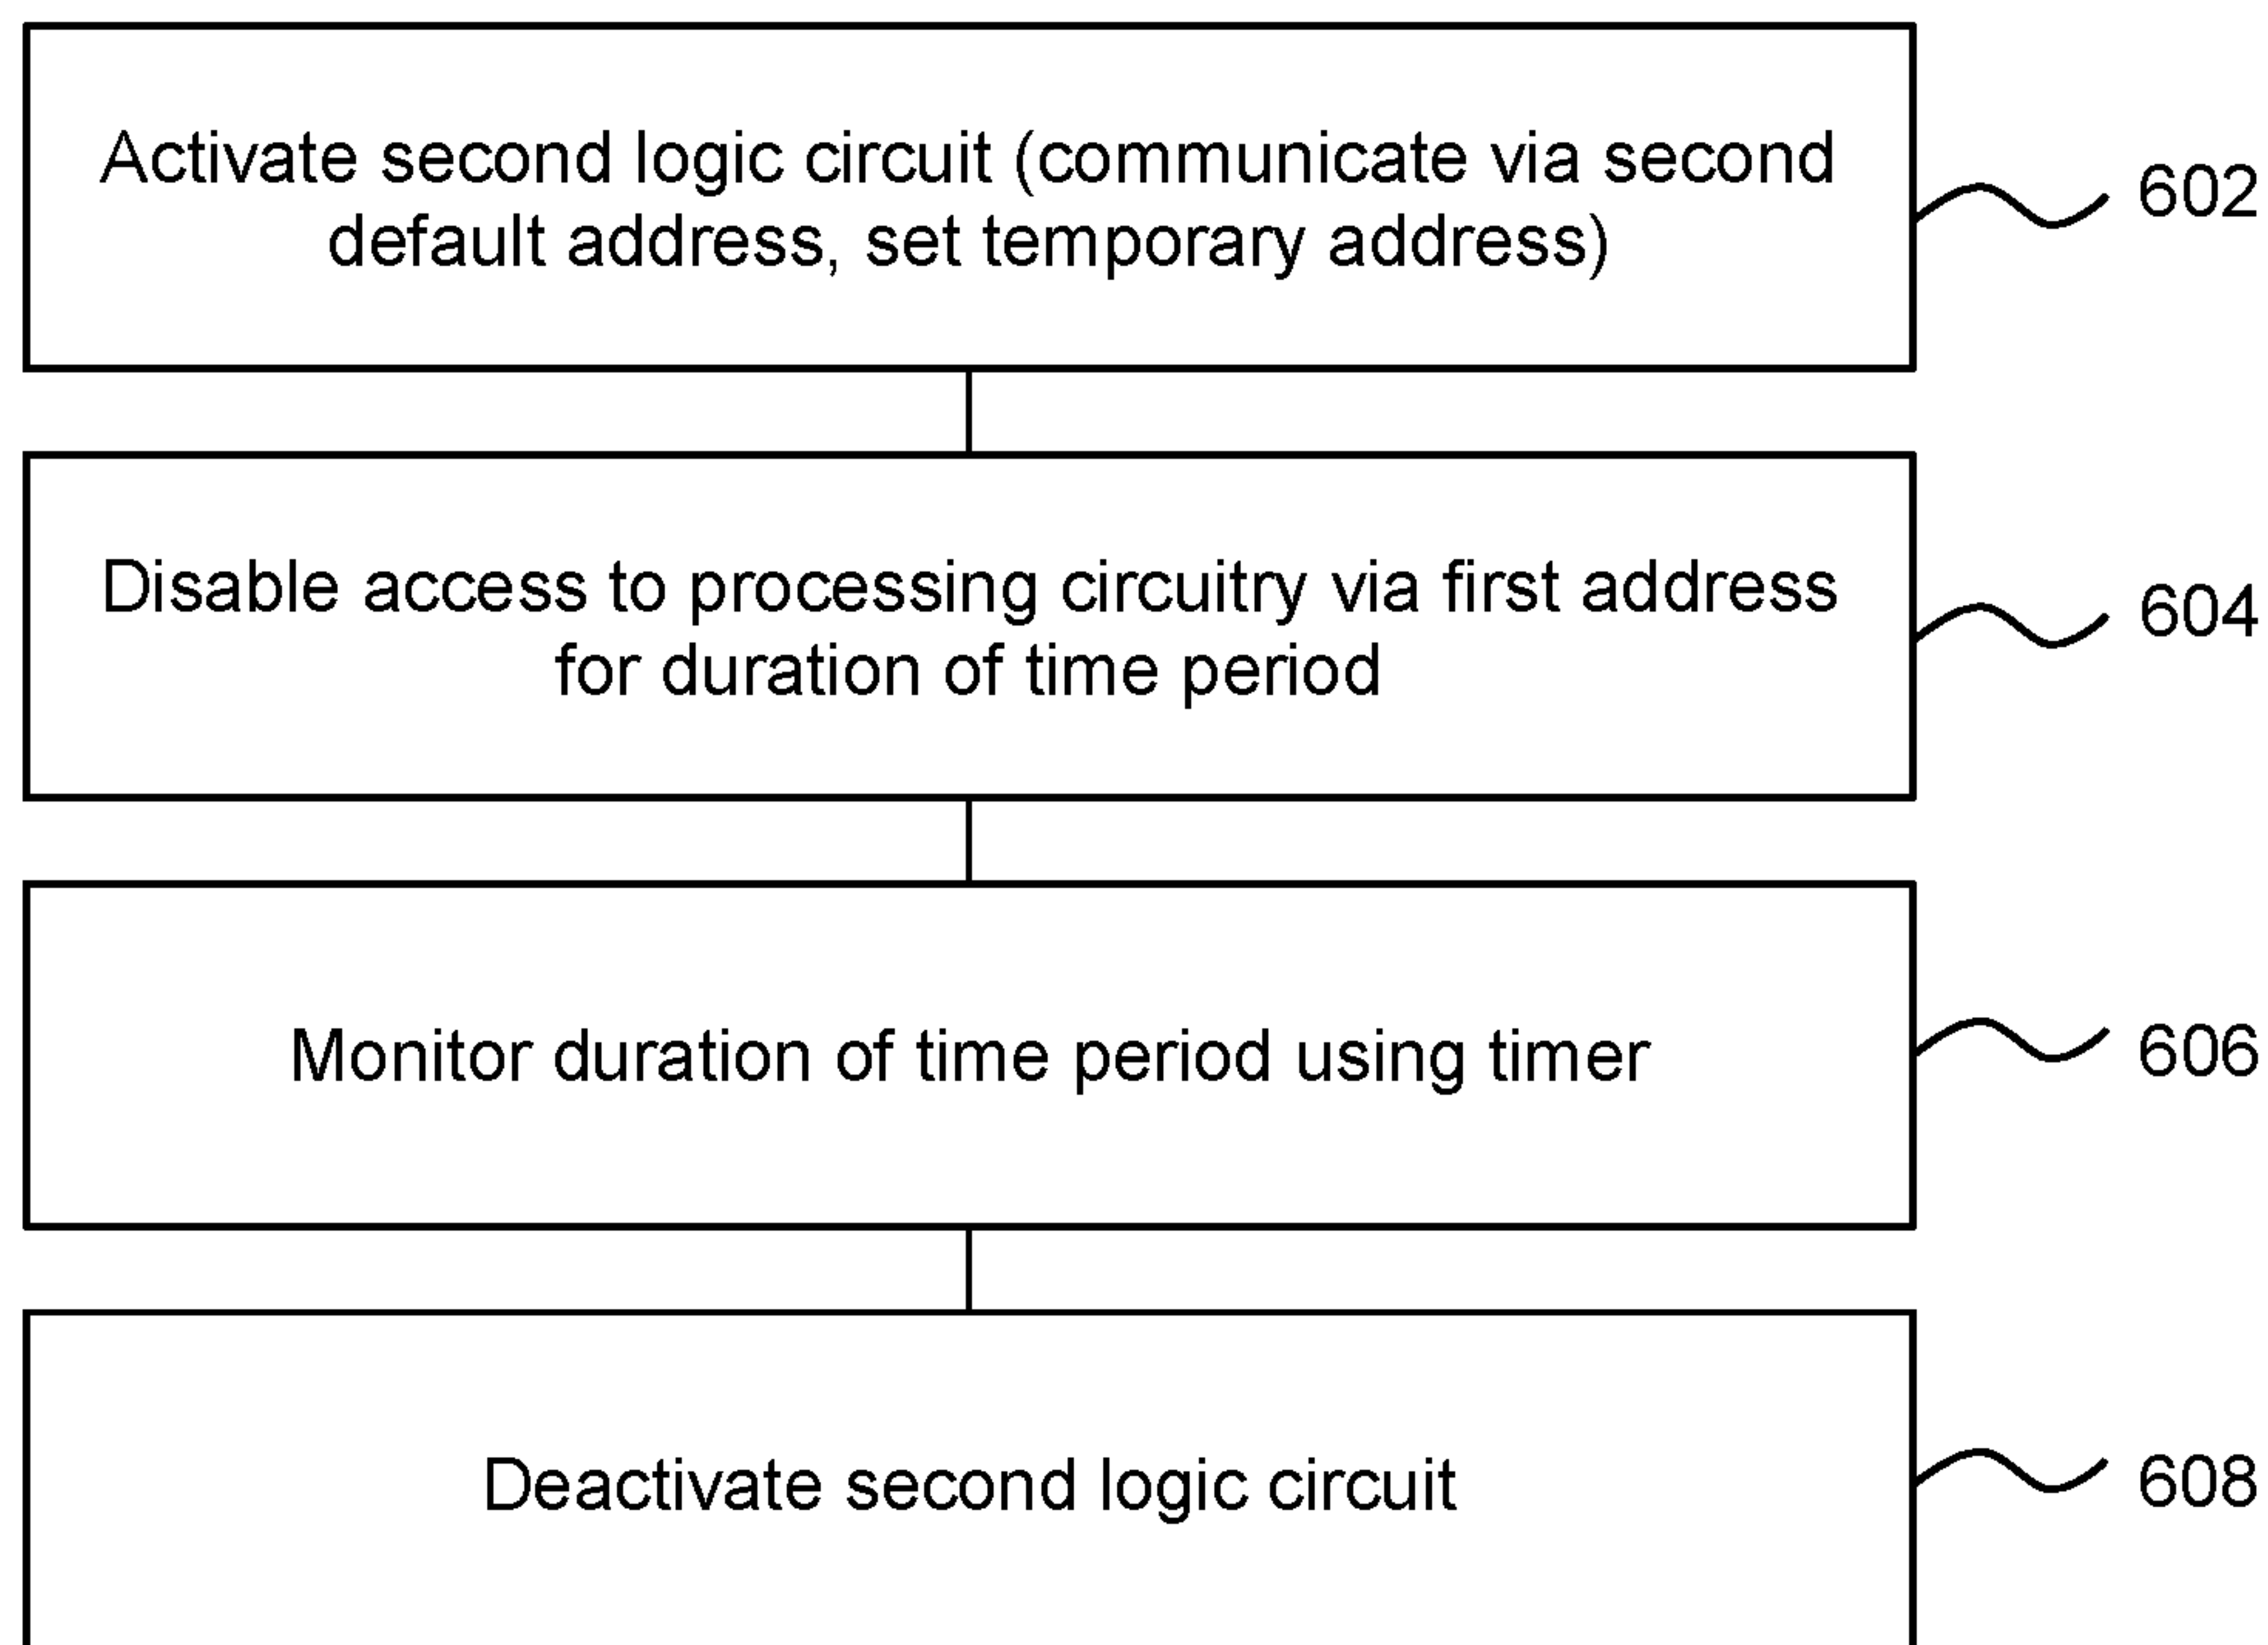 Activate second logic circuit (communicate via second
default address, set temporary address)
602
Disable access to processing circuitry via first address
for duration of time period
604
Monitor duration of time period using timer
606
Deactivate second logic circuit
608